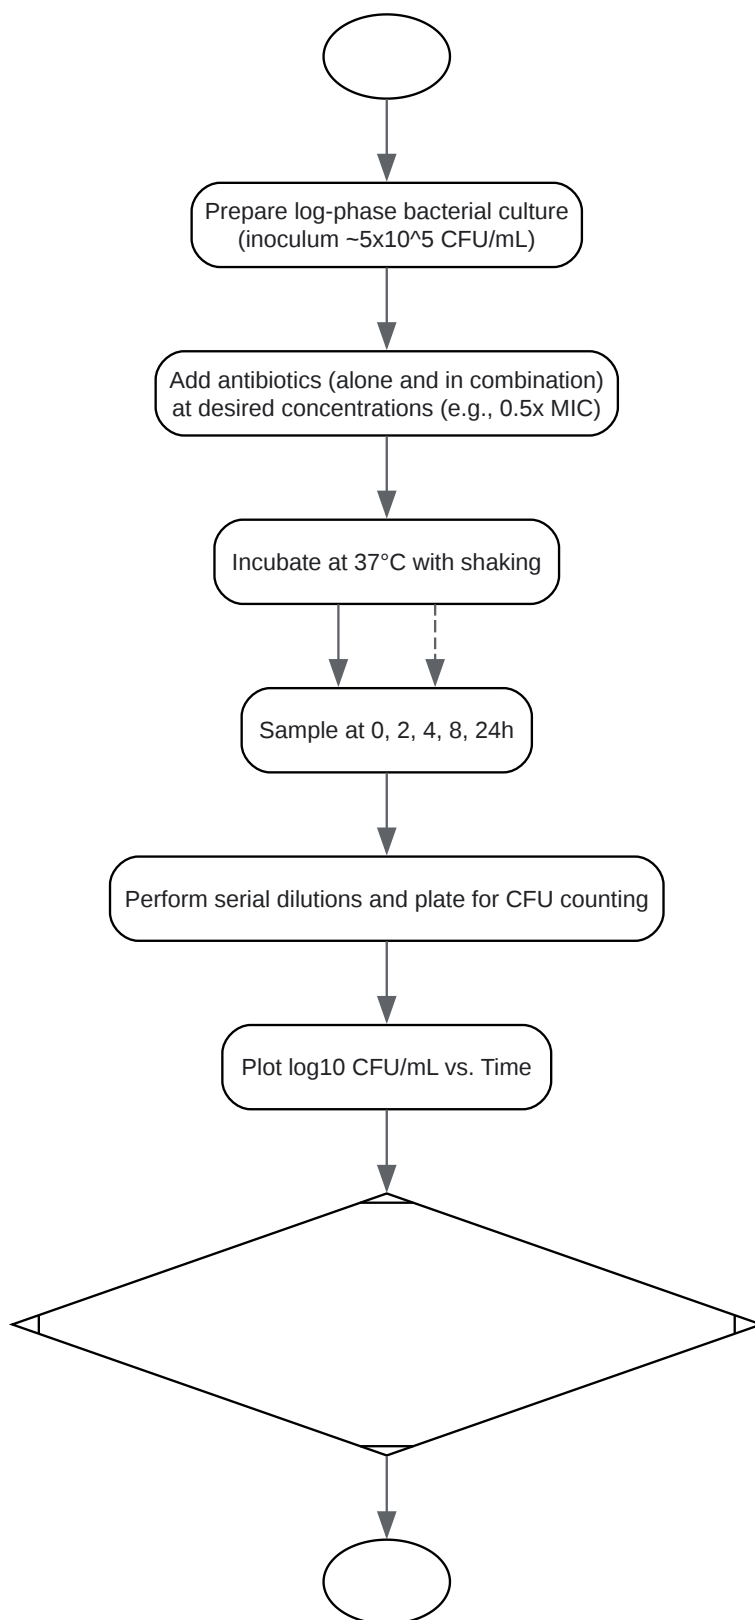 Prepare log-phase bacterial culture
(inoculum ~5x10^5 CFU/mL)
Add antibiotics (alone and in combination)
at desired concentrations (e.g., 0.5x MIC)
Incubate at 37°C with shaking
Sample at 0, 2, 4, 8, 24h
Perform serial dilutions and plate for CFU counting
Plot log10 CFU/mL vs. Time